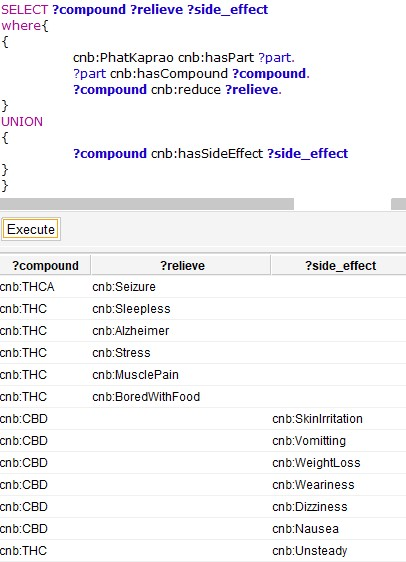 SELECT ?compound ?relieve ?side_effect
where{
{
cnb:PhatKaprao cnb:hasPart ?part.
?part cnb:hasCompound ?compound.
?compound cnb:reduce ?relieve.
}
UNION
{
?compound cnb:hasSideEffect ?side_effect
}
}
Execute
?compound ?relieve ?side_effect
cnb:THCA cnb:Seizure
cnb:THC cnb:Sleepless
cnb:THC cnb:Alzheimer
cnb:THC cnb:Stress
cnb:THC cnb:MusclePain
cnb:THC cnb:BoredWithFood
cnb:CBD cnb:SkinIrritation
cnb:CBD cnb:Vomitting
cnb:CBD cnb:WeightLoss
cnb:CBD cnb:Weariness
cnb:CBD cnb:Dizziness
cnb:CBD cnb:Nausea
cnb:THC cnb:Unsteady